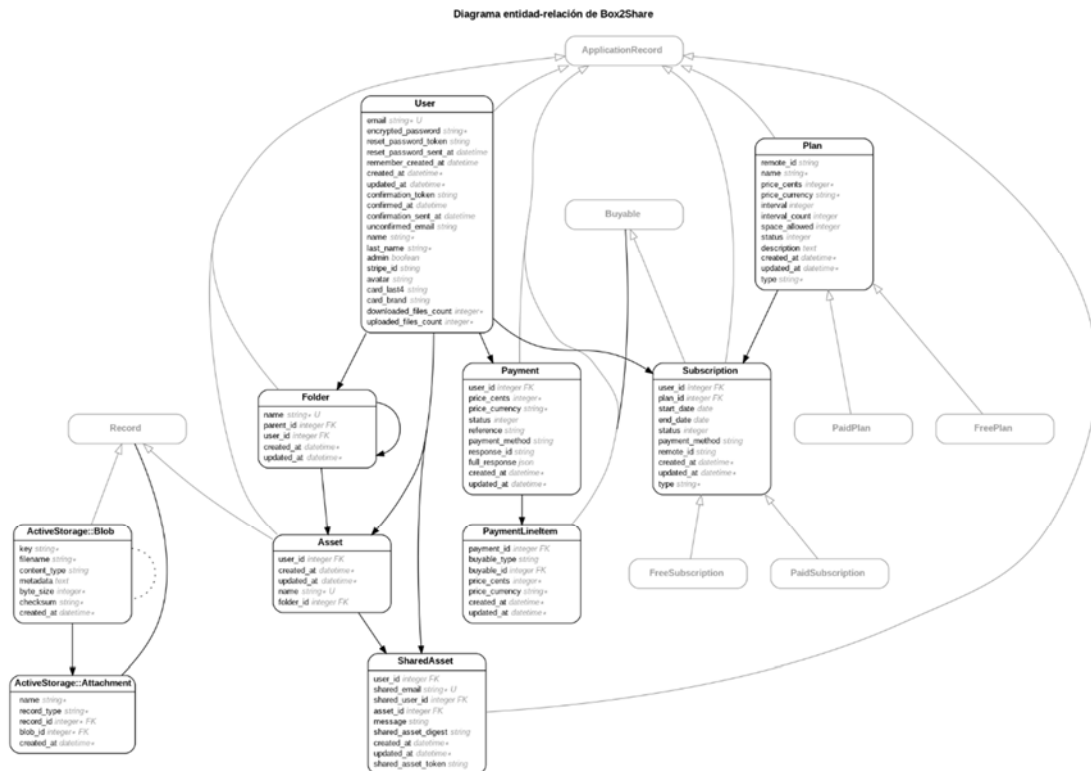 Diagrama entidad-relación de Box2Share
ApplicationRecord
User
email string∗ U
encrypted_password string∗
reset_password_token string
reset_password_sent_at datetime
remember_created_at datetime
created_at datetime∗
updated_at datetime∗
confirmation_token string
confirmed_at datetime
confirmation_sent_at datetime
unconfirmed_email string
name string∗
last_name string∗
admin boolean
stripe_id string
avatar string
card_last4 string
card_brand string
downloaded_files_count integer∗
uploaded_files_count integer∗
Plan
remote_id string
name string∗
price_cents integer∗
price_currency string∗
interval integer
interval_count integer
space_allowed integer
status integer
description text
created_at datetime∗
updated_at datetime∗
type string∗
Buyable
Folder
name string∗ U
parent_id integer FK
user_id integer FK
created_at datetime∗
updated_at datetime∗
Payment
user_id integer FK
price_cents integer∗
price_currency string∗
status integer
reference string
payment_method string
response_id string
full_response json
created_at datetime∗
updated_at datetime∗
Subscription
user_id integer FK
plan_id integer FK
start_date date
end_date date
status integer
payment_method string
remote_id string
created_at datetime∗
updated_at datetime∗
type string∗
Record
PaidPlan
FreePlan
ActiveStorage::Blob
key string∗
filename string∗
content_type string
metadata text
byte_size integer∗
checksum string∗
created_at datetime∗
Asset
user_id integer FK
created_at datetime∗
updated_at datetime∗
name string∗ U
folder_id integer FK
PaymentLineItem
payment_id integer FK
buyable_type string
buyable_id integer FK
price_cents integer∗
price_currency string∗
created_at datetime∗
updated_at datetime∗
FreeSubscription
PaidSubscription
ActiveStorage::Attachment
name string∗
record_type string∗
record_id integer∗ FK
blob_id integer∗ FK
created_at datetime∗
SharedAsset
user_id integer FK
shared_email string∗ U
shared_user_id integer FK
asset_id integer FK
message string
shared_asset_digest string
created_at datetime∗
updated_at datetime∗
shared_asset_token string